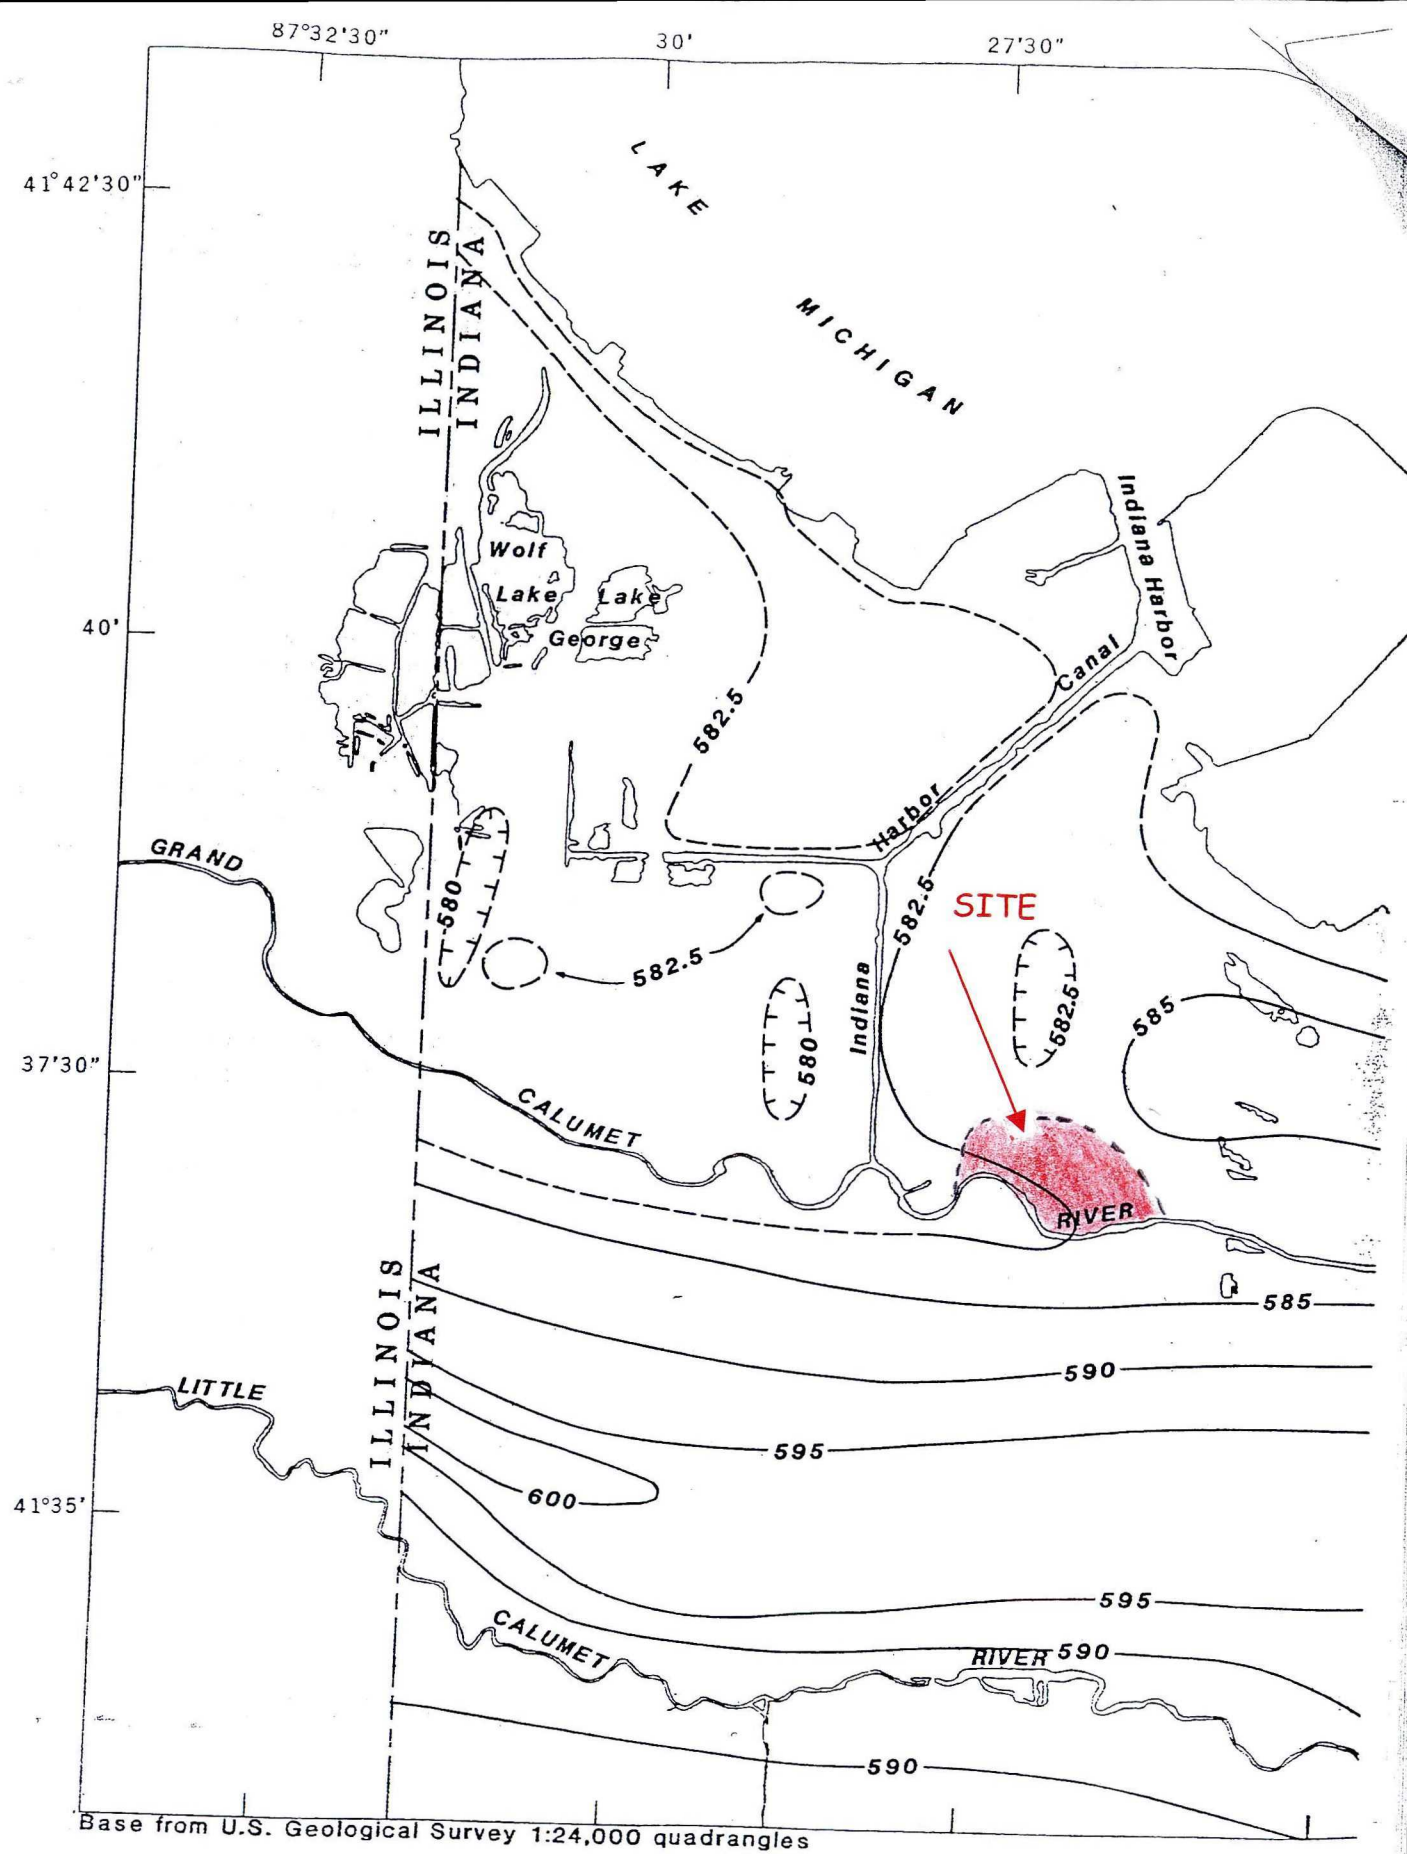 87°32'30"
30'
27'30"
41°42'30"
LAKE
MICHIGAN
ILLINOIS
INDIANA
Indiana Harbor
Wolf
Lake
Lake
George
40'
Canal
582.5
Harbor
GRAND
580
582.5
582.5
SITE
Indiana
580
582.5
585
37'30"
CALUMET
RIVER
ILLINOIS
INDIANA
585
590
LITTLE
595
600
41°35'
595
CALUMET
RIVER
590
590
Base from U.S. Geological Survey 1:24,000 quadrangles